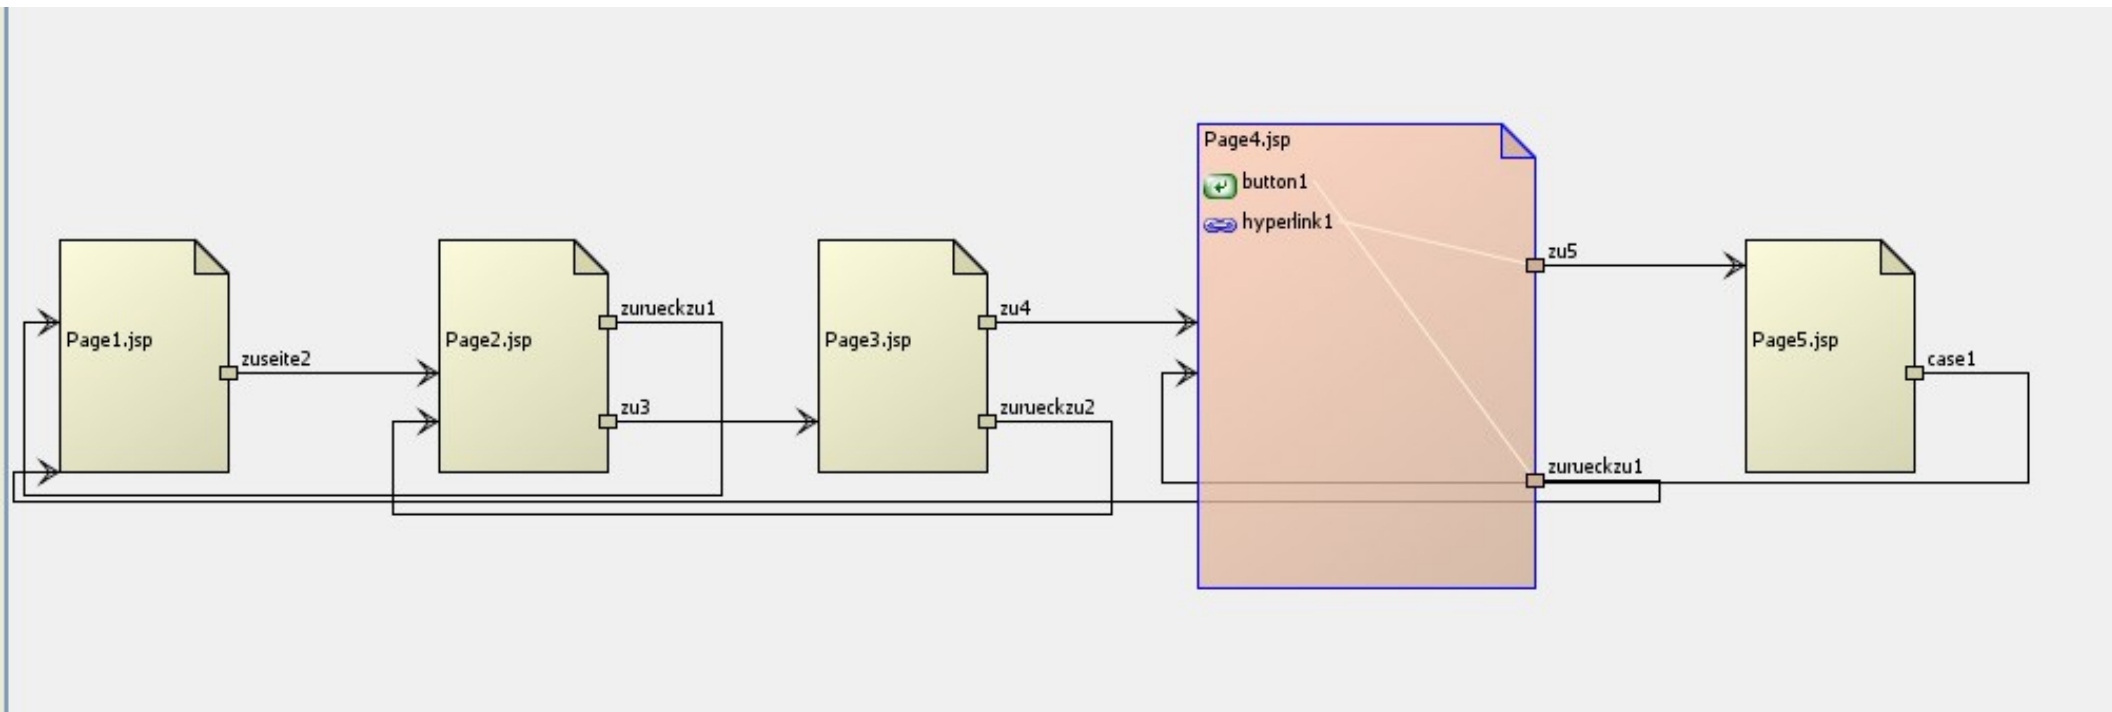 Page1.jsp
zuseite2
Page2.jsp
zurueckzu1
zu3
Page3.jsp
zu4
zurueckzu2
Page4.jsp
button1
hyperlink1
zu5
zurueckzu1
Page5.jsp
case1